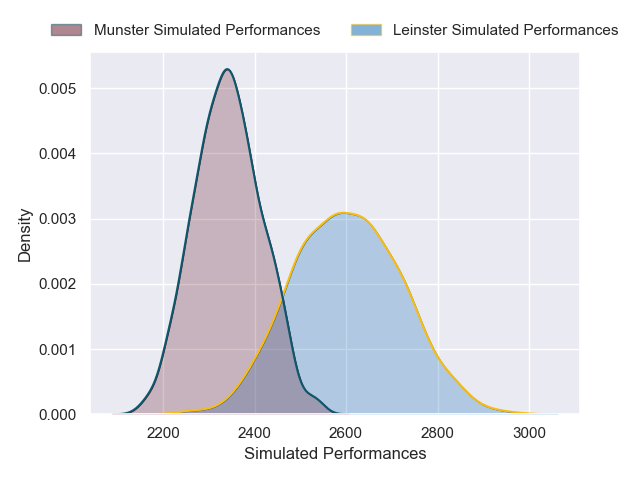 Munster Simulated Performances Leinster Simulated Performances
0.005
0.004
0.003
0.002
0.001
0.000
Density
2200 2400 2600 2800 3000
Simulated Performances